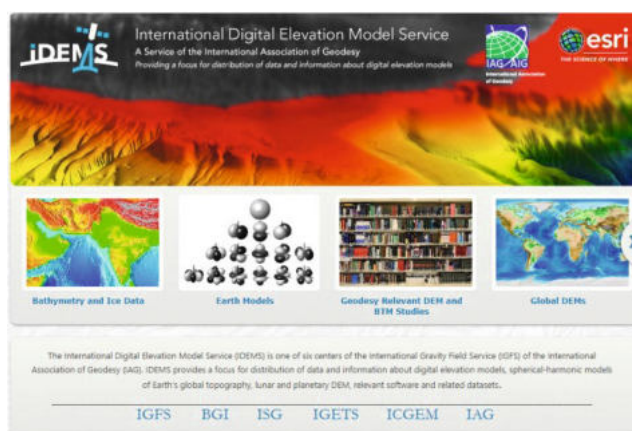 iDEMS
International Digital Elevation Model Service
A Service of the International Association of Geodesy
Providing a focus for distribution of data and information about digital elevation models
IAG AIG
International Association
of Geodesy
esri
THE SCIENCE OF WHERE
Bathymetry and Ice Data
Earth Models
Geodesy Relevant DEM and
BTM Studies
Global DEMs
The International Digital Elevation Model Service (IDEMS) is one of six centers of the International Gravity Field Service (IGFS) of the International
Association of Geodesy (IAG). IDEMS provides a focus for distribution of data and information about digital elevation models, spherical-harmonic models
of Earth's global topography, lunar and planetary DEM, relevant software and related datasets.
IGFS BGI ISG IGETS ICGEM IAG